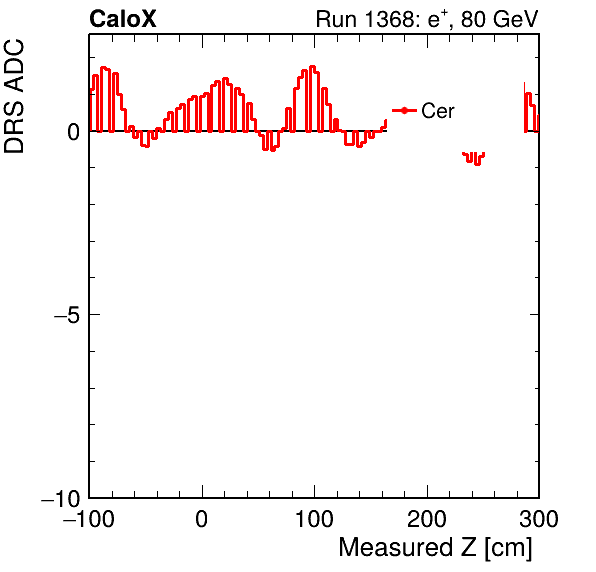 CaloX Run 1368: e⁺, 80 GeV
DRS ADC
Cer
0
−5
−10
−100 0 100 200 300
Measured Z [cm]